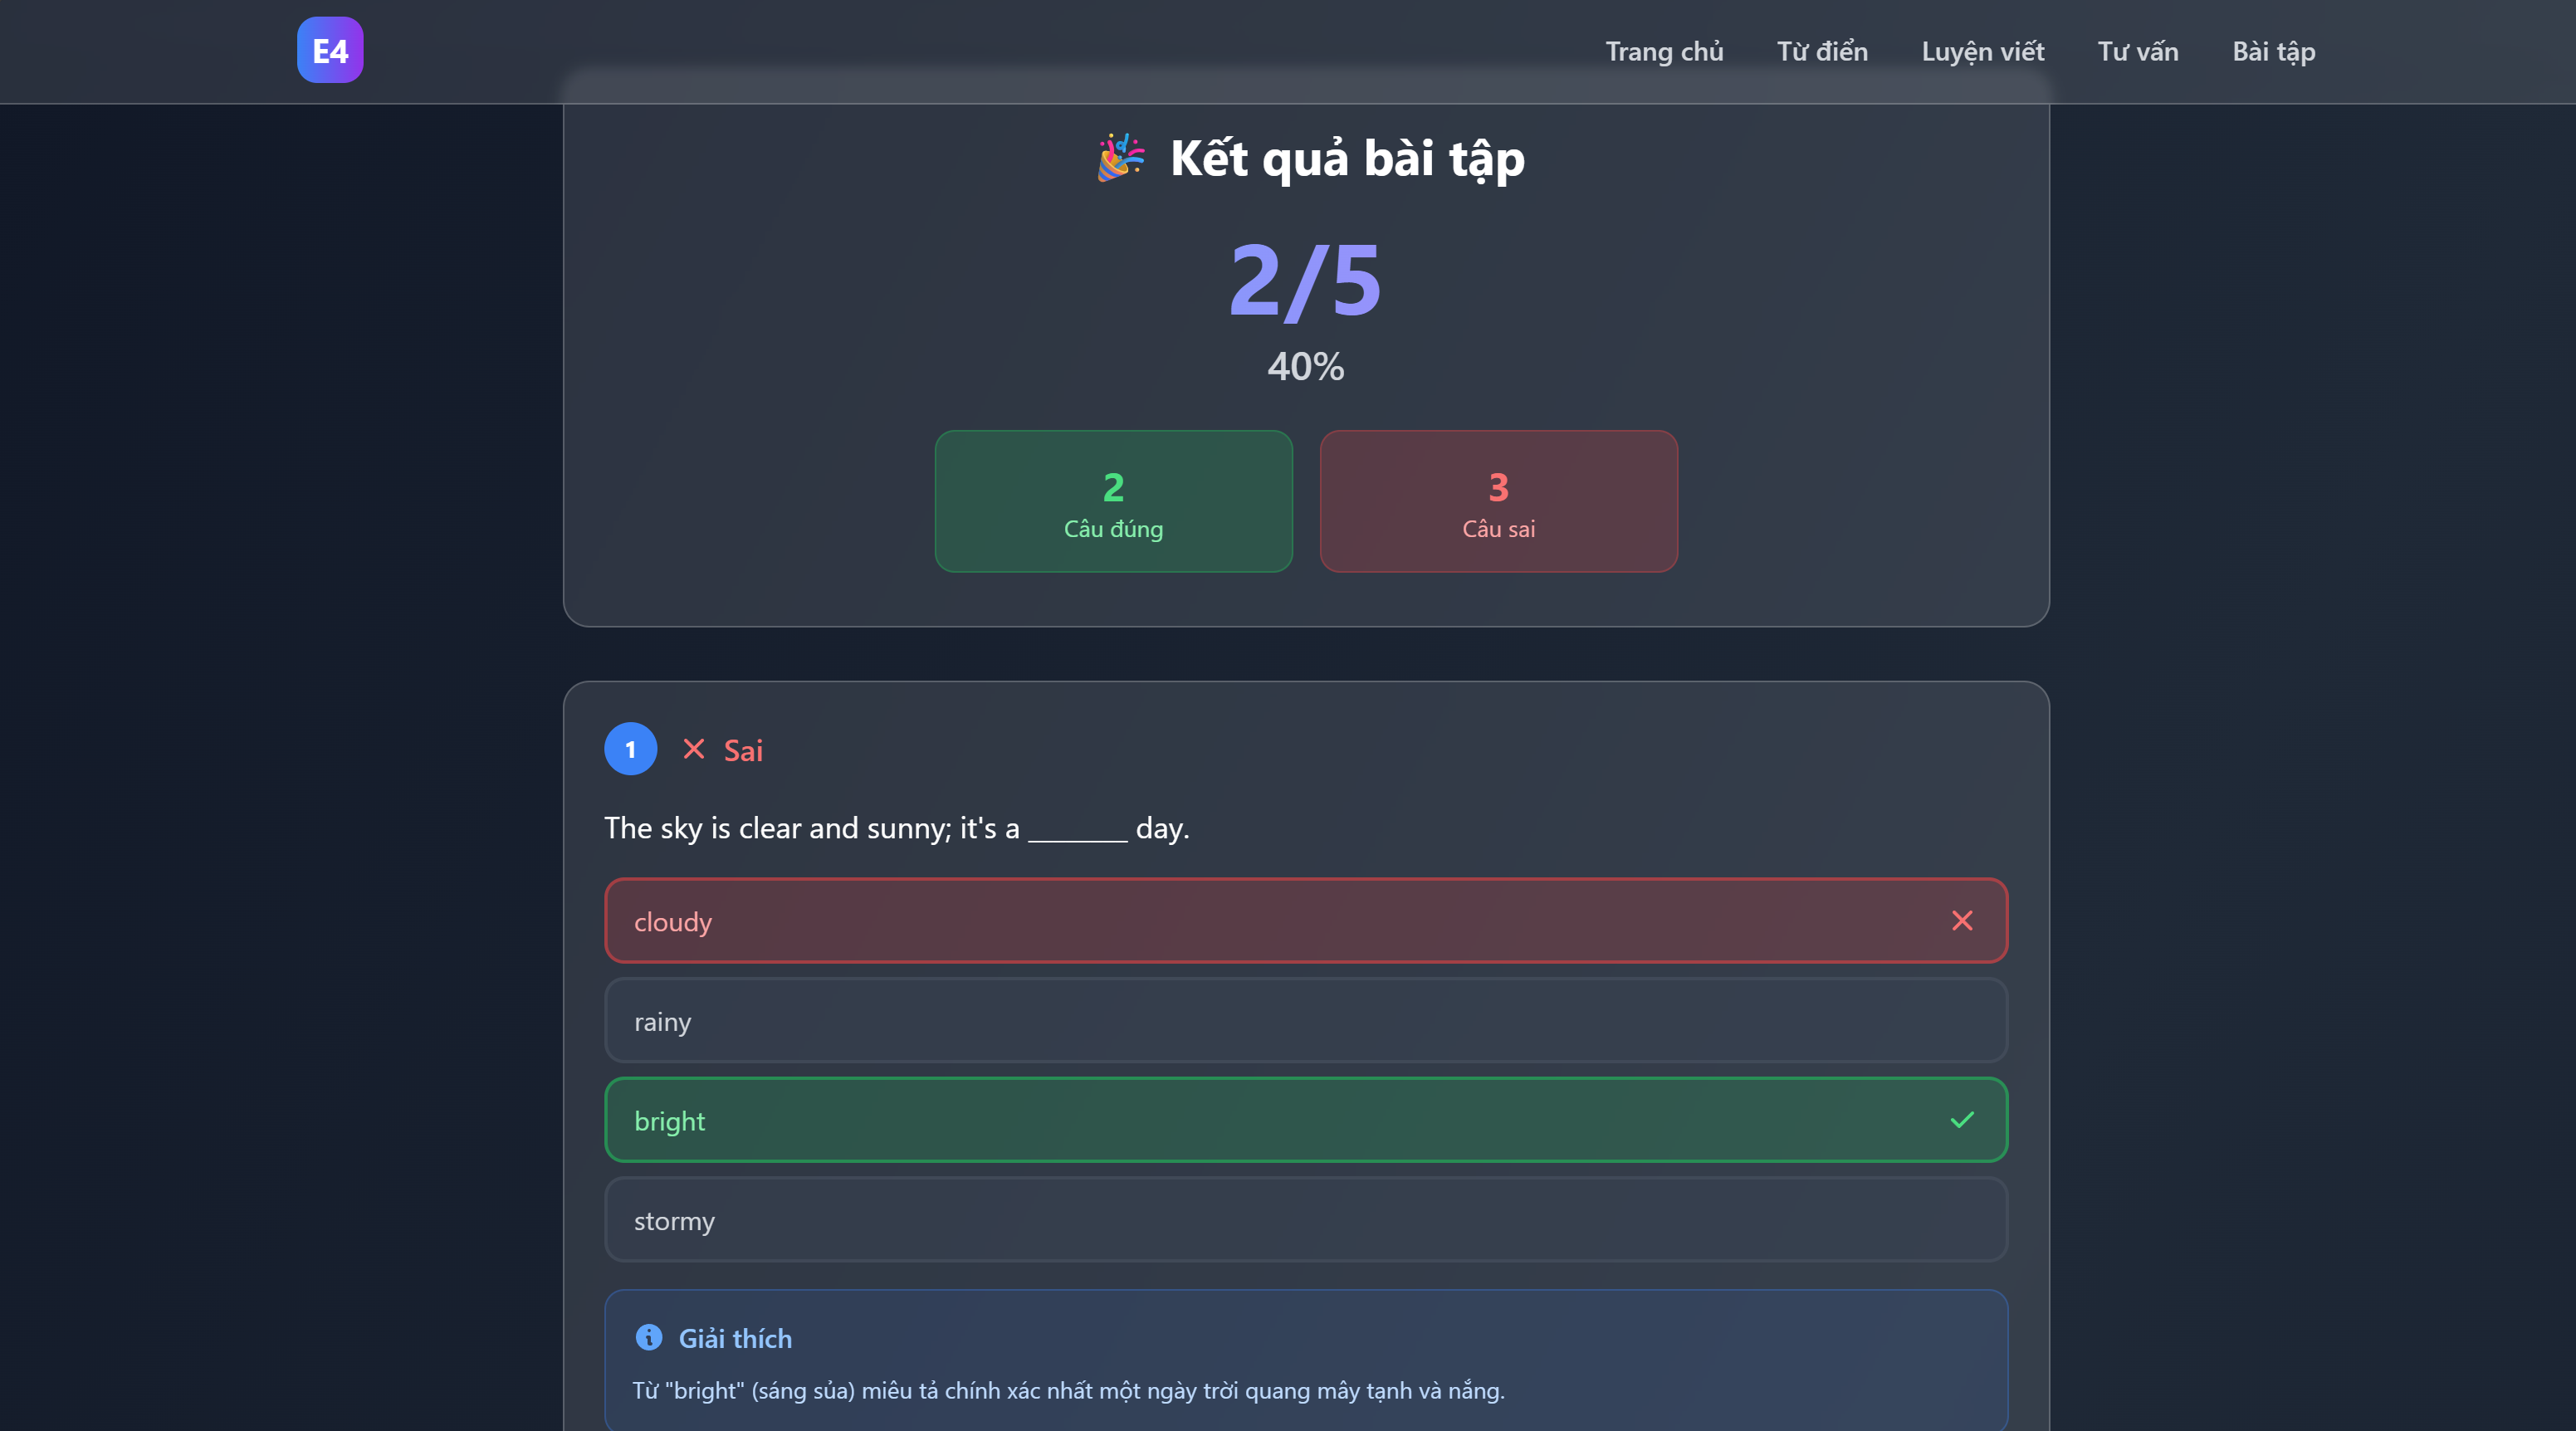 E4
Trang chủ
Từ điển
Luyện viết
Tư vấn
Bài tập
🎉 Kết quả bài tập
2/5
40%
2
Câu đúng
3
Câu sai
1
Sai
The sky is clear and sunny; it's a ________ day.
cloudy
rainy
bright
stormy
Giải thích
Từ "bright" (sáng sủa) miêu tả chính xác nhất một ngày trời quang mây tạnh và nắng.